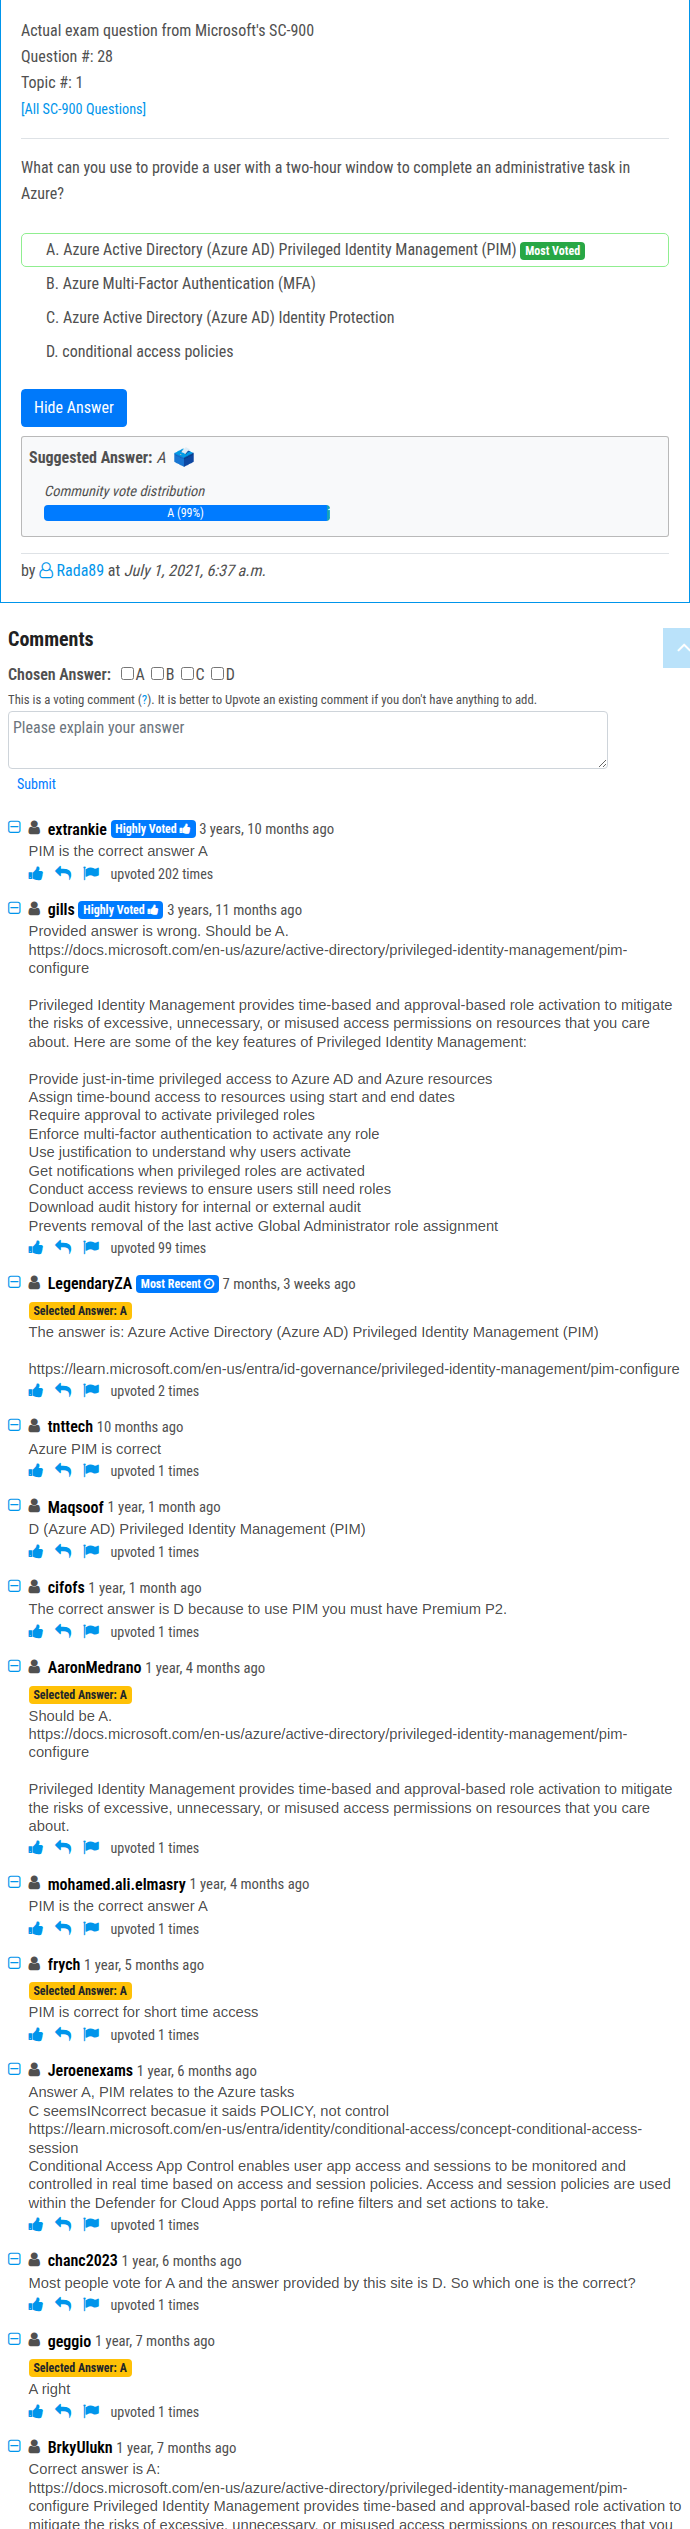 Actual exam question from Microsoft's SC-900
Question #: 28
Topic #: 1
[All SC-900 Questions]
What can you use to provide a user with a two-hour window to complete an administrative task in
Azure?
A. Azure Active Directory (Azure AD) Privileged Identity Management (PIM) Most Voted
B. Azure Multi-Factor Authentication (MFA)
C. Azure Active Directory (Azure AD) Identity Protection
D. conditional access policies
Hide Answer
Suggested Answer: A
Community vote distribution
A (99%)
by Rada89 at July 1, 2021, 6:37 a.m.
Comments
Chosen Answer: A B C D
This is a voting comment (?). It is better to Upvote an existing comment if you don't have anything to add.
Please explain your answer
Submit
extrankie Highly Voted 3 years, 10 months ago
PIM is the correct answer A
upvoted 202 times
gills Highly Voted 3 years, 11 months ago
Provided answer is wrong. Should be A.
https://docs.microsoft.com/en-us/azure/active-directory/privileged-identity-management/pim-
configure
Privileged Identity Management provides time-based and approval-based role activation to mitigate
the risks of excessive, unnecessary, or misused access permissions on resources that you care
about. Here are some of the key features of Privileged Identity Management:
Provide just-in-time privileged access to Azure AD and Azure resources
Assign time-bound access to resources using start and end dates
Require approval to activate privileged roles
Enforce multi-factor authentication to activate any role
Use justification to understand why users activate
Get notifications when privileged roles are activated
Conduct access reviews to ensure users still need roles
Download audit history for internal or external audit
Prevents removal of the last active Global Administrator role assignment
upvoted 99 times
LegendaryZA Most Recent 7 months, 3 weeks ago
Selected Answer: A
The answer is: Azure Active Directory (Azure AD) Privileged Identity Management (PIM)
https://learn.microsoft.com/en-us/entra/id-governance/privileged-identity-management/pim-configure
upvoted 2 times
tnttech 10 months ago
Azure PIM is correct
upvoted 1 times
Maqsoof 1 year, 1 month ago
D (Azure AD) Privileged Identity Management (PIM)
upvoted 1 times
cifofs 1 year, 1 month ago
The correct answer is D because to use PIM you must have Premium P2.
upvoted 1 times
AaronMedrano 1 year, 4 months ago
Selected Answer: A
Should be A.
https://docs.microsoft.com/en-us/azure/active-directory/privileged-identity-management/pim-
configure
Privileged Identity Management provides time-based and approval-based role activation to mitigate
the risks of excessive, unnecessary, or misused access permissions on resources that you care
about.
upvoted 1 times
mohamed.ali.elmasry 1 year, 4 months ago
PIM is the correct answer A
upvoted 1 times
frych 1 year, 5 months ago
Selected Answer: A
PIM is correct for short time access
upvoted 1 times
Jeroenexams 1 year, 6 months ago
Answer A, PIM relates to the Azure tasks
C seemsINcorrect becasue it saids POLICY, not control
https://learn.microsoft.com/en-us/entra/identity/conditional-access/concept-conditional-access-
session
Conditional Access App Control enables user app access and sessions to be monitored and
controlled in real time based on access and session policies. Access and session policies are used
within the Defender for Cloud Apps portal to refine filters and set actions to take.
upvoted 1 times
chanc2023 1 year, 6 months ago
Most people vote for A and the answer provided by this site is D. So which one is the correct?
upvoted 1 times
geggio 1 year, 7 months ago
Selected Answer: A
A right
upvoted 1 times
BrkyUlukn 1 year, 7 months ago
Correct answer is A:
https://docs.microsoft.com/en-us/azure/active-directory/privileged-identity-management/pim-
configure Privileged Identity Management provides time-based and approval-based role activation to
mitigate the risks of excessive, unnecessary, or misused access permissions on resources that you